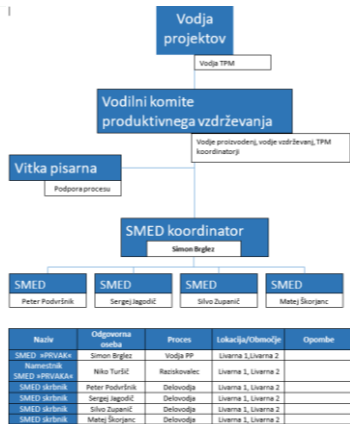 Vodja
projektov
Vodja TPM
Vodilni komite
produktivnega vzdrževanja
Vodje proizvodenj, vodje vzdrževanj, TPM
koordinatorji
Vitka pisarna
Podpora procesu
SMED koordinator
Simon Brglez
SMED SMED SMED SMED
Peter Podvršnik Sergej Jagodič Silvo Zupanič Matej Škorjanc
Naziv Odgovorna oseba Proces Lokacija/Območje Opombe
SMED »PRVAK« Simon Brglez Vodja PP Livarna 1,Livarna 2
Namestnik SMED »PRVAKA« Niko Turšič Raziskovalec Livarna 1, Livarna 2
SMED skrbnik Peter Podvršnik Delovodja Livarna 1, Livarna 2
SMED skrbnik Sergej Jagodič Delovodja Livarna 1, Livarna 2
SMED skrbnik Silvo Zupanič Delovodja Livarna 1, Livarna 2
SMED skrbnik Matej Škorjanc Delovodja Livarna 1, Livarna 2